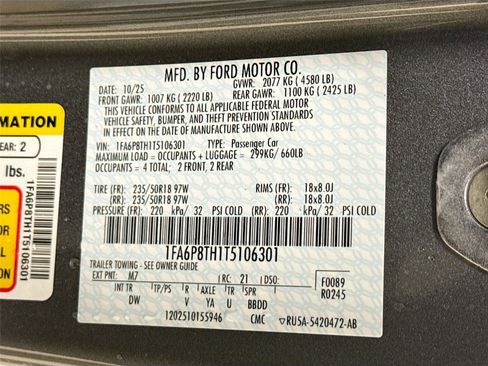 MFD. BY FORD MOTOR CO.
DATE: 10/25 GVWR: 2077 KG ( 4580 LB)
FRONT GAWR: 1007 KG ( 2220 LB) REAR GAWR: 1100 KG ( 2425 LB)
THIS VEHICLE CONFORMS TO ALL APPLICABLE FEDERAL MOTOR
VEHICLE SAFETY, BUMPER, AND THEFT PREVENTION STANDARDS
IN EFFECT ON THE DATE OF MANUFACTURE SHOWN ABOVE.
VIN: 1FA6P8TH1T5106301 TYPE: Passenger Car
MAXIMUM LOAD = OCCUPANTS + LUGGAGE = 299KG / 660LB
OCCUPANTS = 4 TOTAL; 2 FRONT, 2 REAR
TIRE (FR): 235/50R18 97W RIMS (FR): 18x8.0J
(RR): 235/50R18 97W (RR): 18x8.0J
PRESSURE (FR): 220 kPa/ 32 PSI COLD (RR): 220 kPa/ 32 PSI COLD
1FA6P8TH1T5106301
TRAILER TOWING - SEE OWNER GUIDE
EXT PNT: M7 RC: 21 DSO: F0089
INT TR TP/PS R AXLE TR SPR R0245
DW V YA U BBDD
1202510155946 CMC RU5A-5420472-AB
MATION
EAR: 2
lbs.
RS
R
1FA6P8TH1T5106301